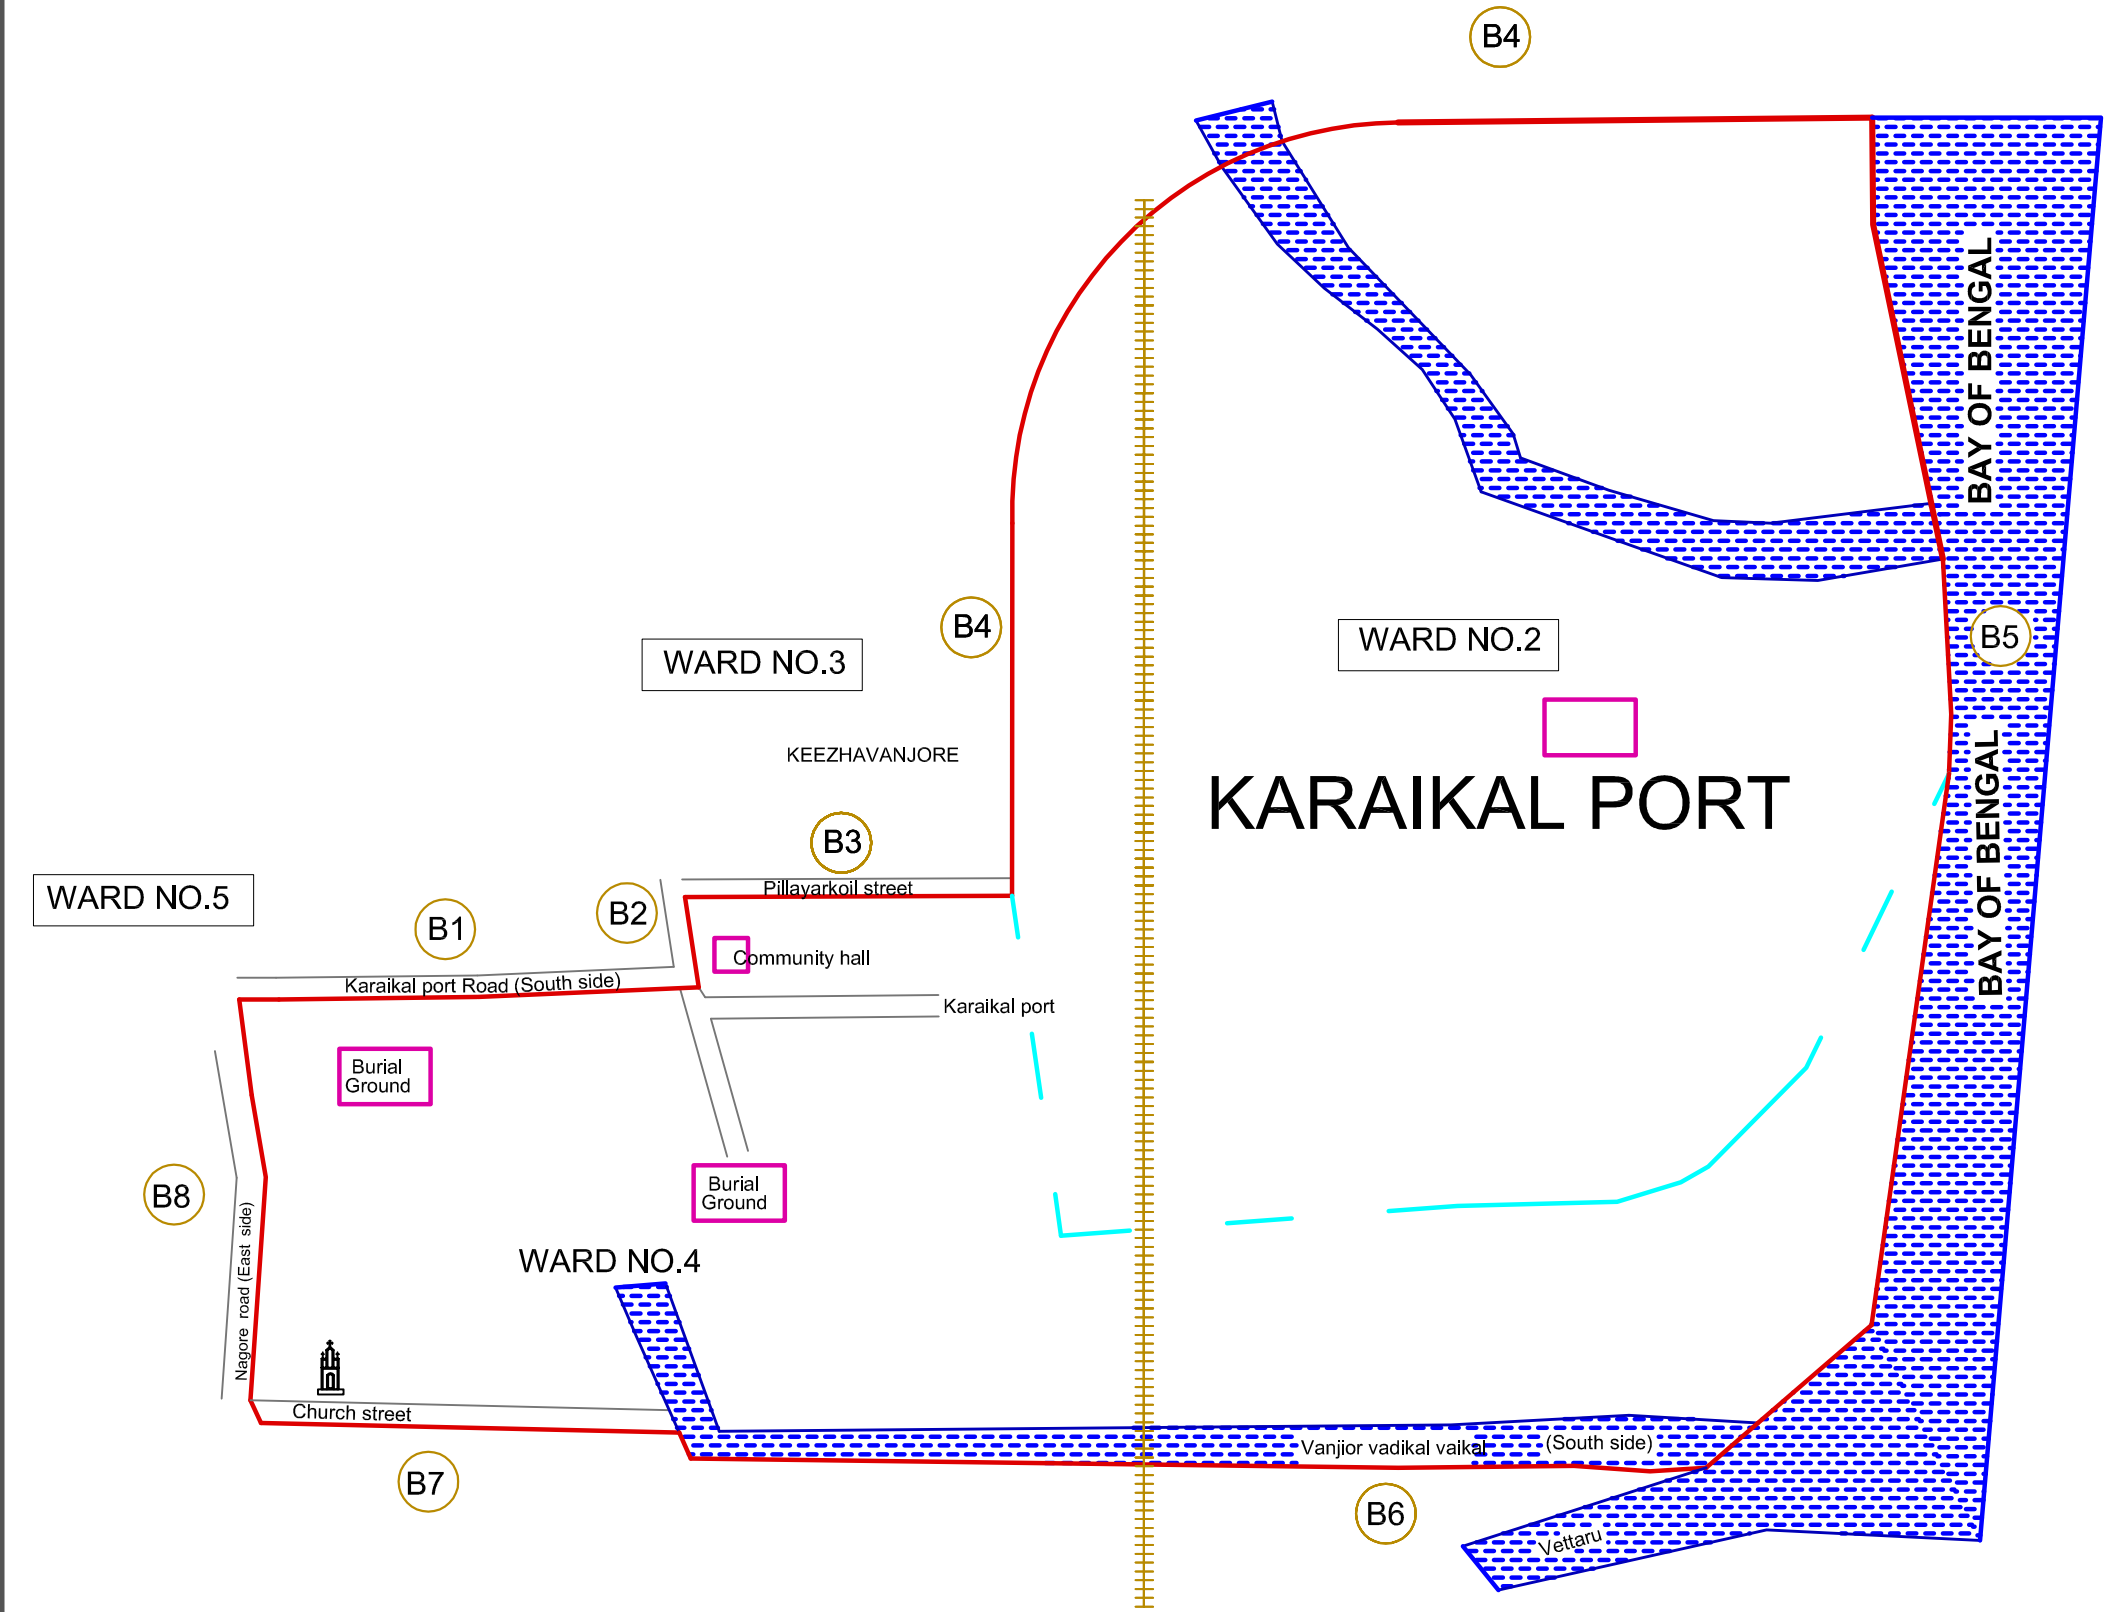 B4
BAY OF BENGAL
B4
WARD NO.3
WARD NO.2
B5
KEEZHAVANJORE
KARAIKAL PORT
BAY OF BENGAL
B3
Pillayarkoil street
WARD NO.5
B1
B2
Community hall
Karaikal port Road (South side)
Karaikal port
Burial
Ground
B8
Burial
Ground
Nagore road (East side)
WARD NO.4
Church street
Vanjior vadikal vaikal
(South side)
B7
B6
Vettaru